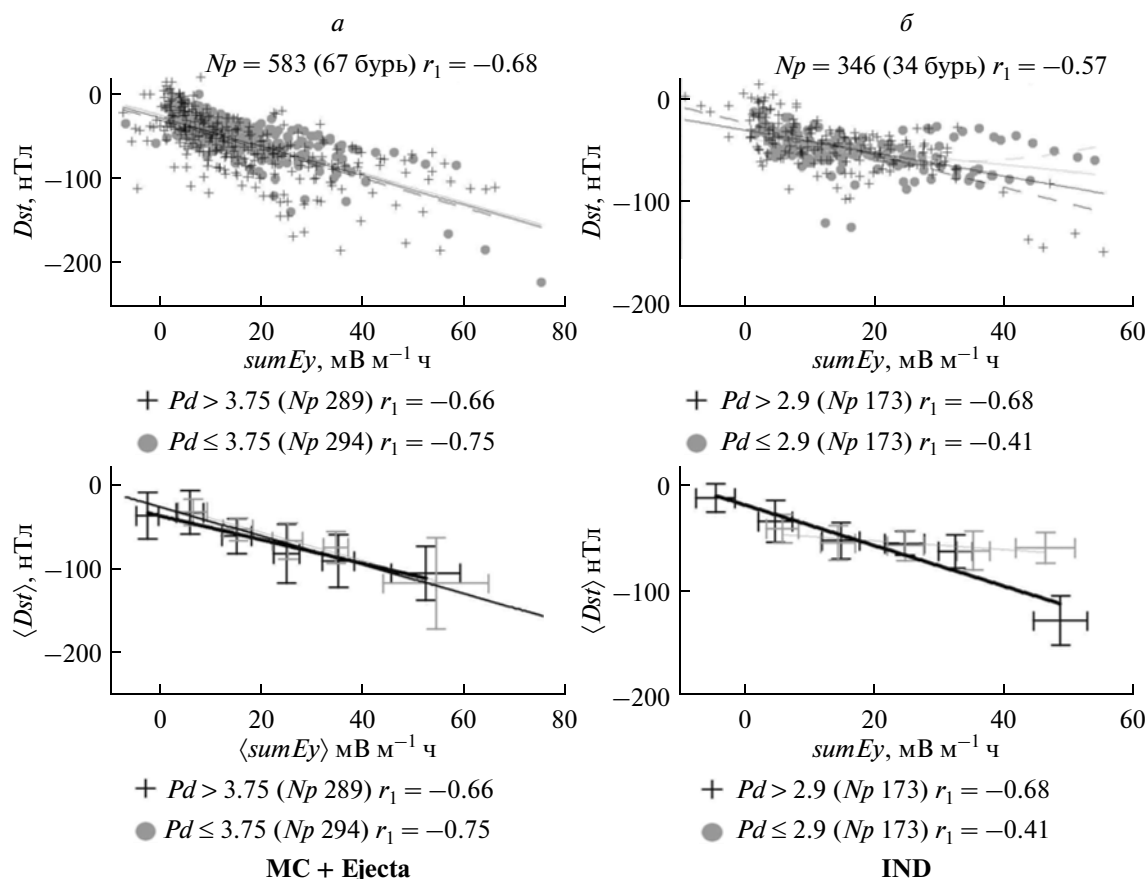 а
Np = 583 (67 бурь) r₁ = −0.68
Dst, нТл
0
−100
−200
0 20 40 60 80
sumEy, мВ м⁻¹ ч
Pd > 3.75 (Np 289) r₁ = −0.66
Pd ≤ 3.75 (Np 294) r₁ = −0.75
б
Np = 346 (34 бурь) r₁ = −0.57
Dst, нТл
0
−100
−200
0 20 40 60
sumEy, мВ м⁻¹ ч
Pd > 2.9 (Np 173) r₁ = −0.68
Pd ≤ 2.9 (Np 173) r₁ = −0.41
⟨Dst⟩, нТл
0
−100
−200
0 20 40 60 80
⟨sumEy⟩ мВ м⁻¹ ч
Pd > 3.75 (Np 289) r₁ = −0.66
Pd ≤ 3.75 (Np 294) r₁ = −0.75
MC + Ejecta
⟨Dst⟩ нТл
0
−100
−200
0 20 40 60
sumEy, мВ м⁻¹ ч
Pd > 2.9 (Np 173) r₁ = −0.68
Pd ≤ 2.9 (Np 173) r₁ = −0.41
IND